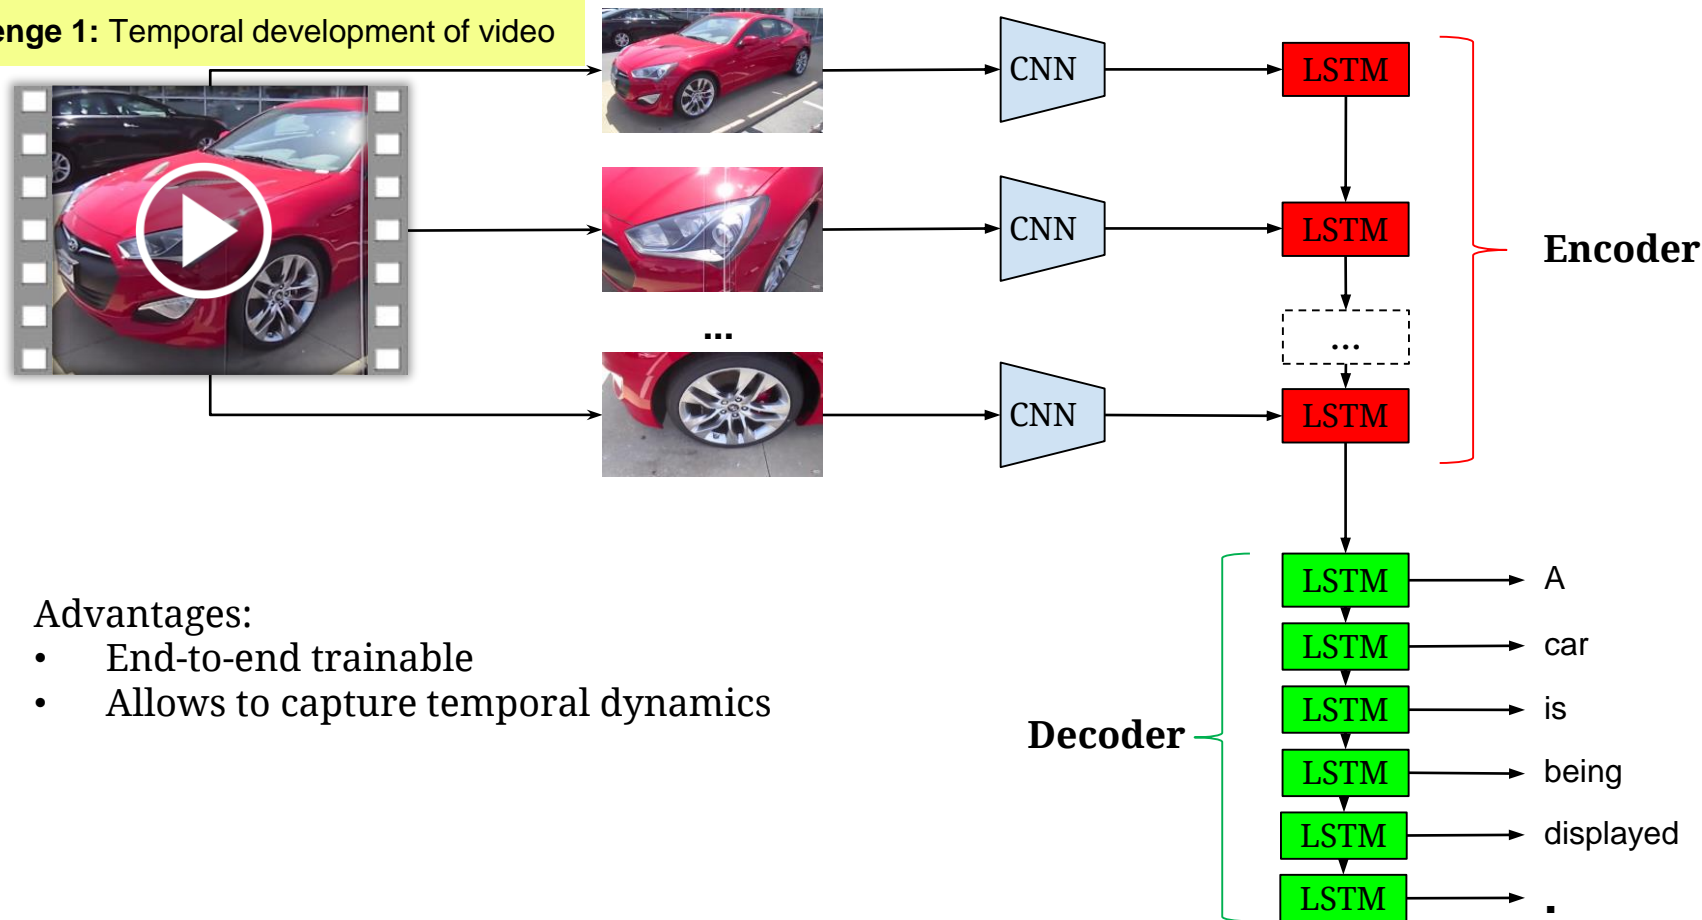 enge 1: Temporal development of video
CNN
LSTM
CNN
LSTM
Encoder
...
...
CNN
LSTM
LSTM
A
Advantages:
• End-to-end trainable
• Allows to capture temporal dynamics
LSTM
car
LSTM
is
Decoder
LSTM
being
LSTM
displayed
LSTM
.